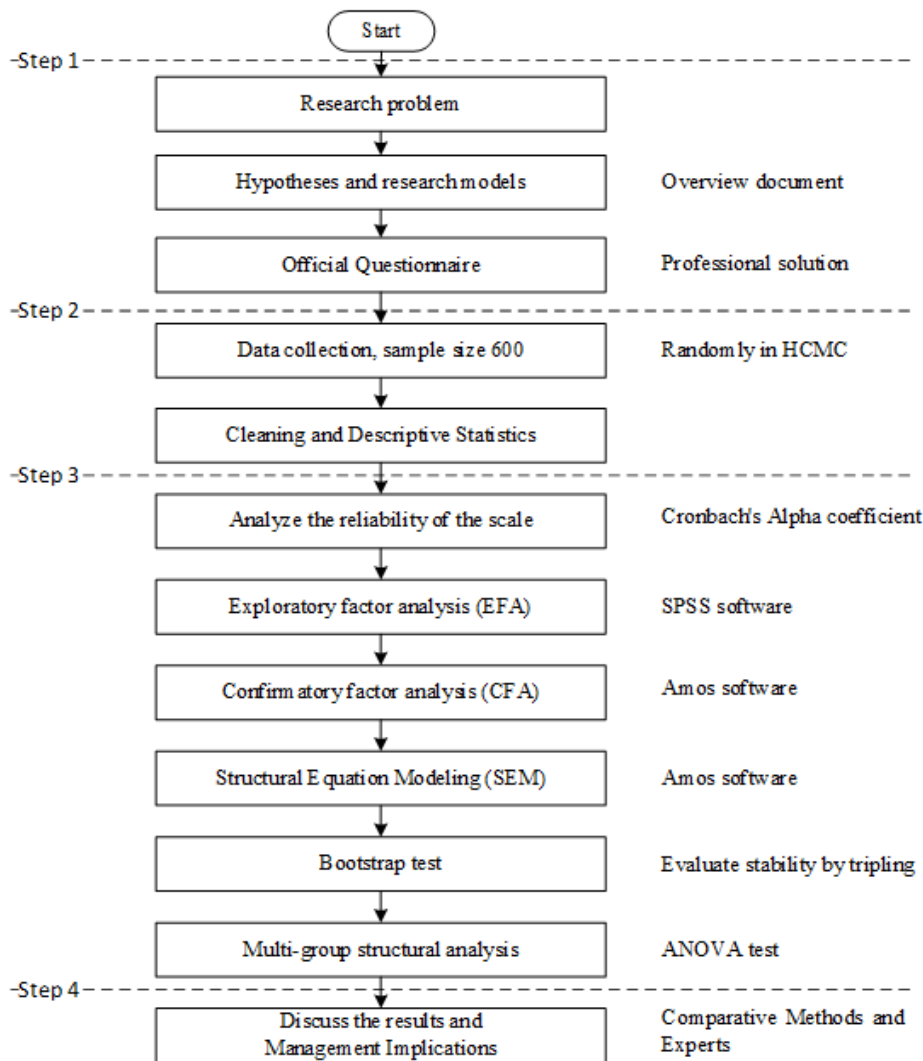 Start
Step 1
Research problem
Hypotheses and research models
Overview document
Official Questionnaire
Professional solution
Step 2
Data collection, sample size 600
Randomly in HCMC
Cleaning and Descriptive Statistics
Step 3
Analyze the reliability of the scale
Cronbach's Alpha coefficient
Exploratory factor analysis (EFA)
SPSS software
Confirmatory factor analysis (CFA)
Amos software
Structural Equation Modeling (SEM)
Amos software
Bootstrap test
Evaluate stability by tripling
Multi-group structural analysis
ANOVA test
Step 4
Discuss the results and
Management Implications
Comparative Methods and
Experts